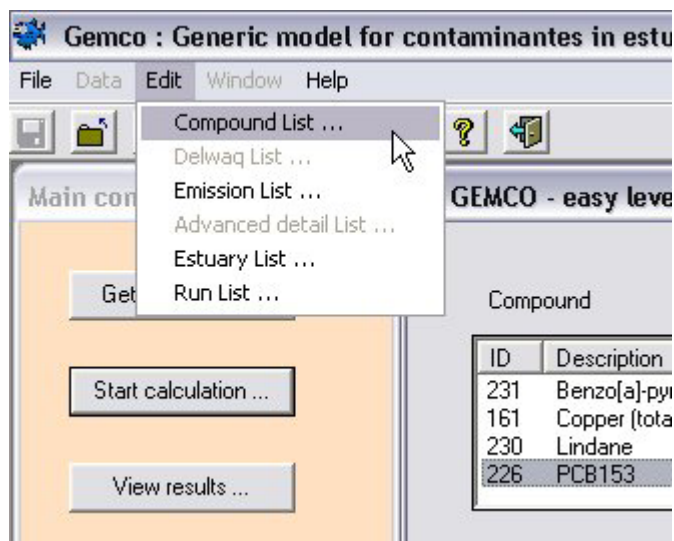 Gemco : Generic model for contaminantes in estu
File Data Edit Window Help
Compound List ...
Delwaq List ...
Emission List ...
Advanced detail List ...
Estuary List ...
Run List ...
Main con
Get
Start calculation ...
View results ...
GEMCO - easy leve
Compound
ID Description
231 Benzo[a]-pyr
161 Copper (tota
230 Lindane
226 PCB153